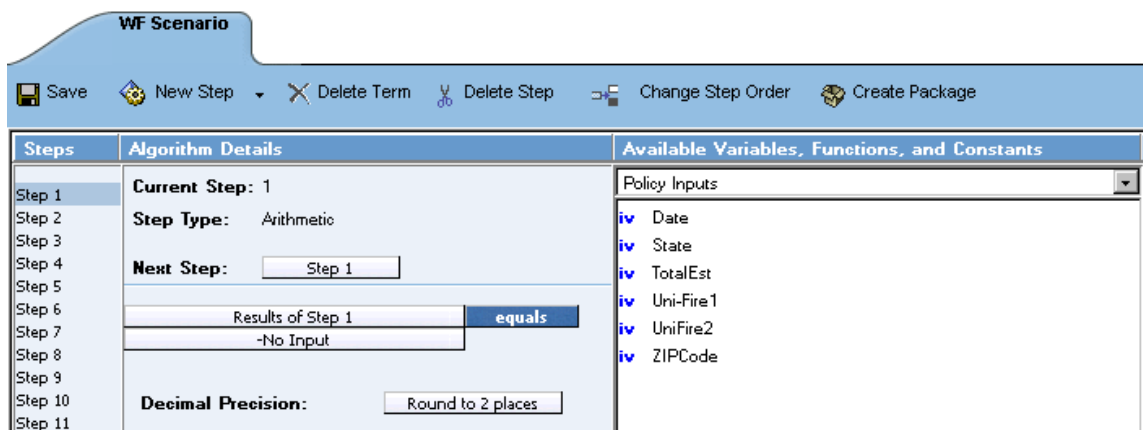 WF Scenario
Save New Step Delete Term Delete Step Change Step Order Create Package
Steps
Algorithm Details
Available Variables, Functions, and Constants
Step 1
Step 2
Step 3
Step 4
Step 5
Step 6
Step 7
Step 8
Step 9
Step 10
Step 11
Current Step: 1
Step Type: Arithmetic
Next Step: Step 1
Results of Step 1 equals
-No Input
Decimal Precision: Round to 2 places
Policy Inputs
iv Date
iv State
iv TotalEst
iv Uni-Fire1
iv UniFire2
iv ZIPCode